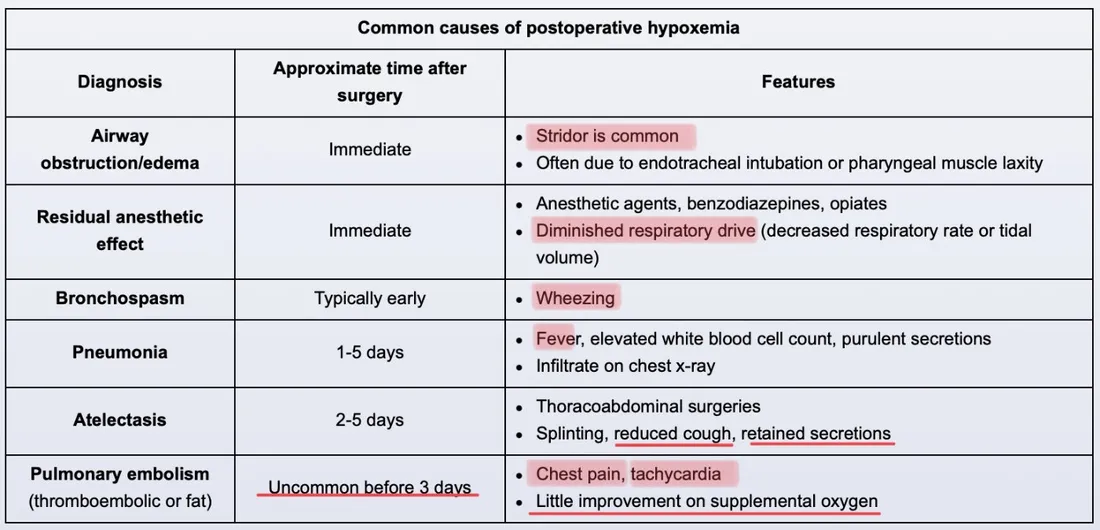 Common causes of postoperative hypoxemia
Diagnosis
Approximate time after
surgery
Features
Airway
obstruction/edema
Immediate
• Stridor is common
• Often due to endotracheal intubation or pharyngeal muscle laxity
Residual anesthetic
effect
Immediate
• Anesthetic agents, benzodiazepines, opiates
• Diminished respiratory drive (decreased respiratory rate or tidal
volume)
Bronchospasm
Typically early
• Wheezing
Pneumonia
1-5 days
• Fever, elevated white blood cell count, purulent secretions
• Infiltrate on chest x-ray
Atelectasis
2-5 days
• Thoracoabdominal surgeries
• Splinting, reduced cough, retained secretions
Pulmonary embolism
(thromboembolic or fat)
Uncommon before 3 days
• Chest pain, tachycardia
• Little improvement on supplemental oxygen